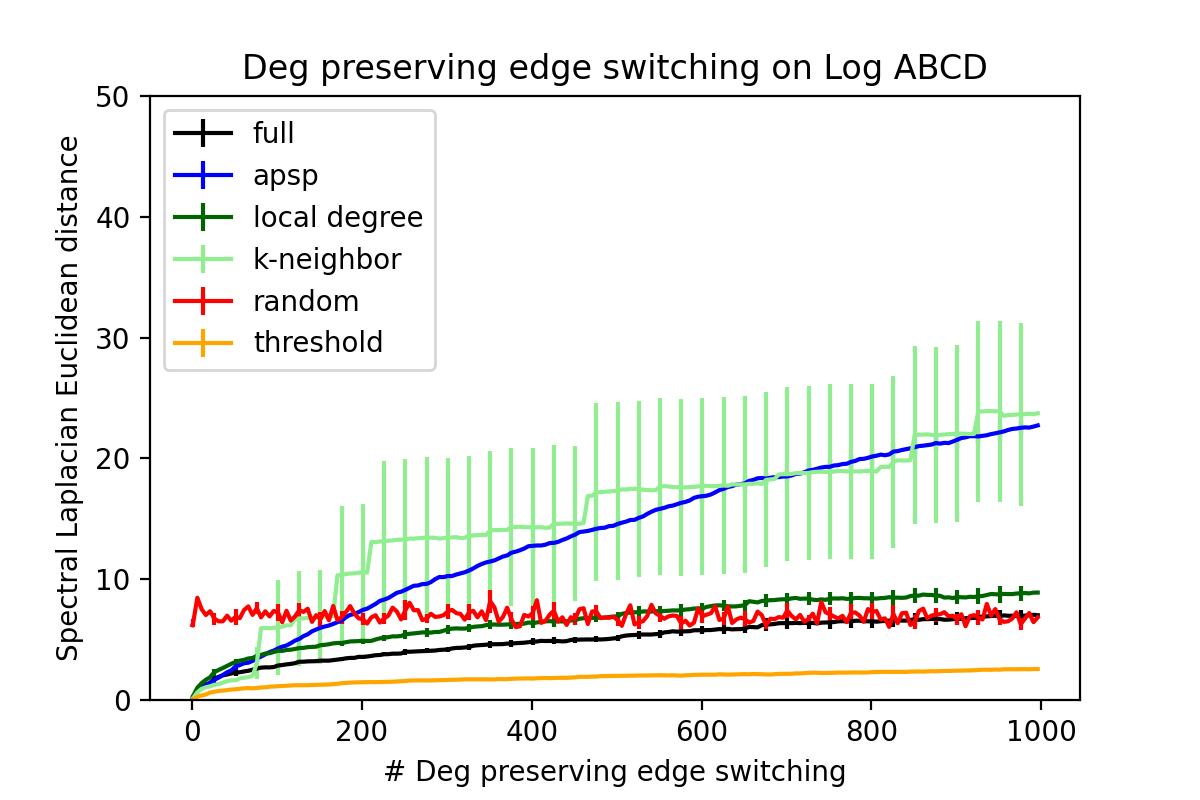 Deg preserving edge switching on Log ABCD
50
40
30
20
10
0
Spectral Laplacian Euclidean distance
full
apsp
local degree
k-neighbor
random
threshold
0 200 400 600 800 1000
# Deg preserving edge switching